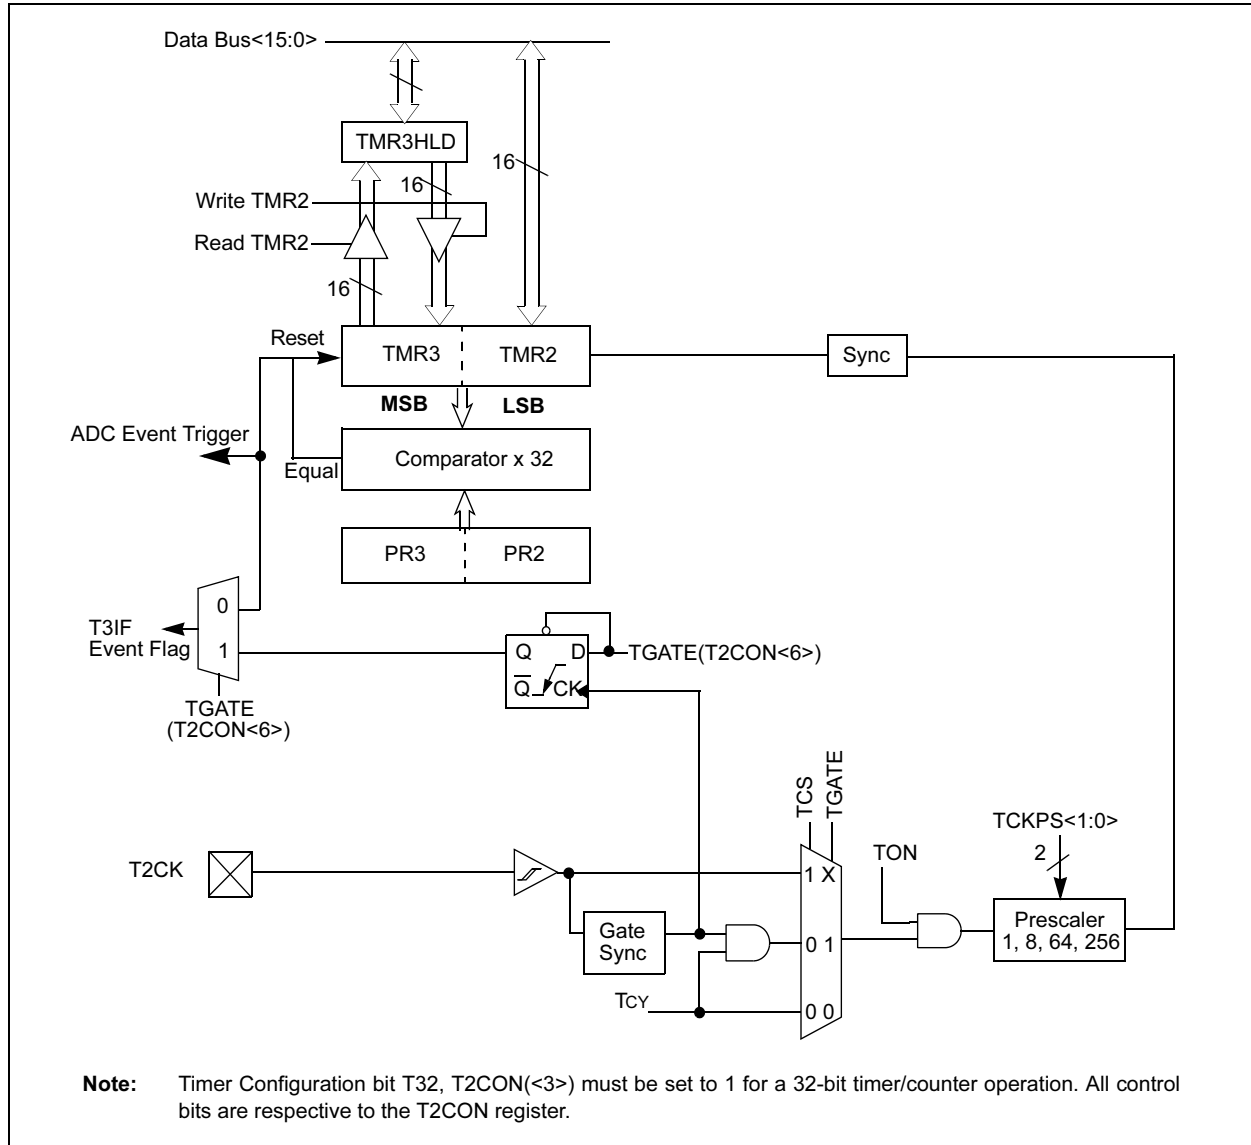 Data Bus<15:0>
TMR3HLD
16
16
Write TMR2
Read TMR2
16
Reset
TMR3
TMR2
Sync
MSB
LSB
ADC Event Trigger
Equal
Comparator x 32
PR3
PR2
0
T3IF
Event Flag
1
Q
D
TGATE(T2CON<6>)
Q
CK
TGATE
(T2CON<6>)
TCS
TGATE
TCKPS<1:0>
2
TON
T2CK
1 X
Gate
Sync
0 1
Prescaler
1, 8, 64, 256
TCY
0 0
Note: Timer Configuration bit T32, T2CON(<3>) must be set to 1 for a 32-bit timer/counter operation. All control
bits are respective to the T2CON register.